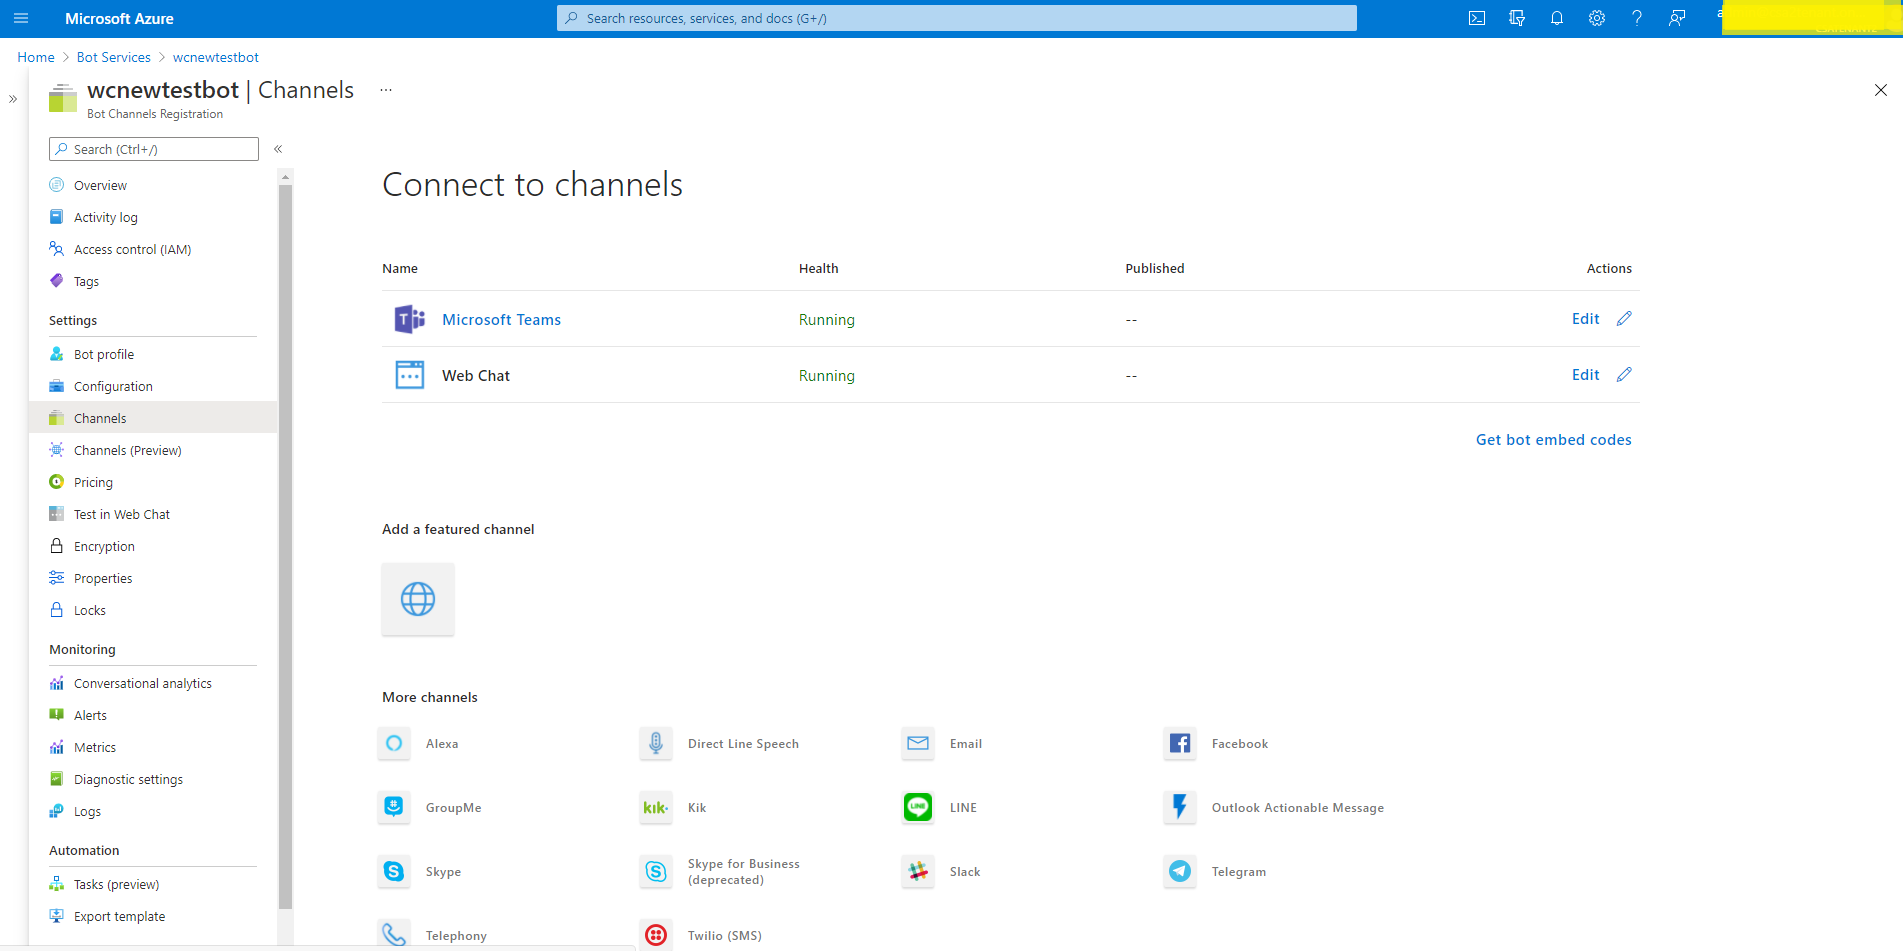 Microsoft Azure
Search resources, services, and docs (G+/)
Home > Bot Services > wcnewtestbot
wcnewtestbot | Channels ...
Bot Channels Registration
Search (Ctrl+/)
Overview
Activity log
Access control (IAM)
Tags
Settings
Bot profile
Configuration
Channels
Channels (Preview)
Pricing
Test in Web Chat
Encryption
Properties
Locks
Monitoring
Conversational analytics
Alerts
Metrics
Diagnostic settings
Logs
Automation
Tasks (preview)
Export template
Connect to channels
Name Health Published Actions
Microsoft Teams Running -- Edit
Web Chat Running -- Edit
Get bot embed codes
Add a featured channel
More channels
Alexa Direct Line Speech Email Facebook
GroupMe Kik LINE Outlook Actionable Message
Skype Skype for Business Slack Telegram
(deprecated)
Telephony Twilio (SMS)